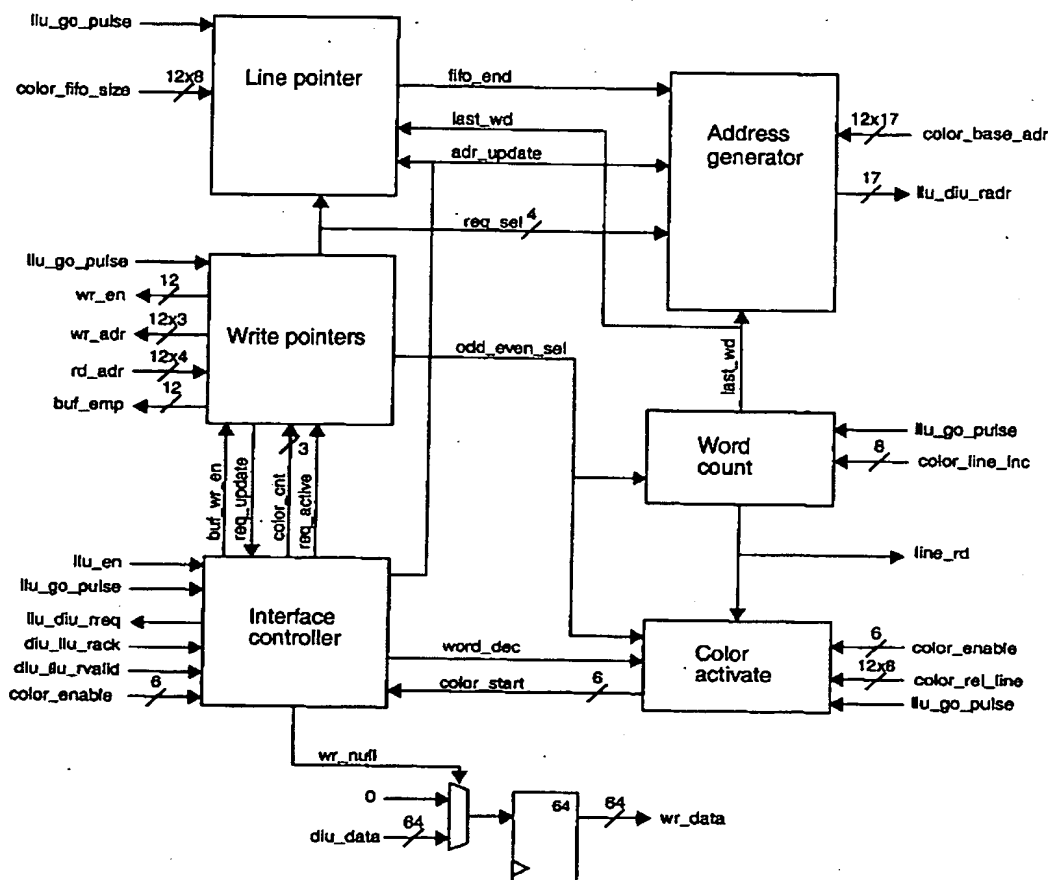 llu_go_pulse
color_fifo_size
12x8
Line pointer
fifo_end
last_wd
adr_update
req_sel
4
Address
generator
12x17
color_base_adr
17
llu_diu_radr
llu_go_pulse
wr_en
12
wr_adr
12x3
rd_adr
12x4
buf_emp
12
Write pointers
odd_even_sel
last_wd
Word
count
llu_go_pulse
8
color_line_inc
buf_wr_en
req_update
color_cnt
3
req_active
llu_en
llu_go_pulse
llu_diu_rreq
diu_llu_rack
diu_llu_rvalid
color_enable
6
Interface
controller
word_dec
color_start
6
line_rd
Color
activate
6
color_enable
12x8
color_rel_line
llu_go_pulse
wr_null
0
diu_data
64
64
64
wr_data